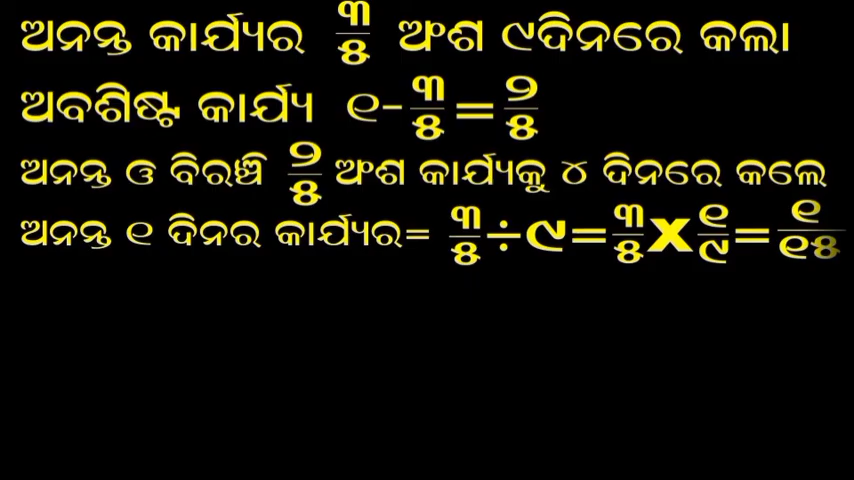 ଅନନ୍ତ କାର୍ଯ୍ୟର ୩/୫ ଅଂଶ ୯ଦିନରେ କଲା
ଅବଶିଷ୍ଟ କାର୍ଯ୍ୟ ୧-୩/୫=୨/୫
ଅନନ୍ତ ଓ ବିରଞ୍ଚି ୨/୫ ଅଂଶ କାର୍ଯ୍ୟକୁ ୪ ଦିନରେ କଲେ
ଅନନ୍ତ ୧ ଦିନର କାର୍ଯ୍ୟର= ୩/୫÷୯=୩/୫x୧/୯=୧/୧୫